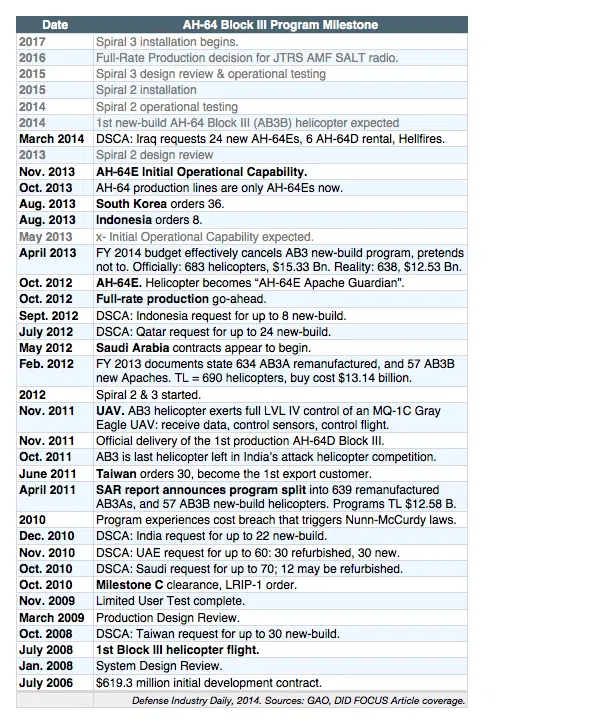 Date AH-64 Block III Program Milestone
2017 Spiral 3 installation begins.
2016 Full-Rate Production decision for JTRS AMF SALT radio.
2015 Spiral 3 design review & operational testing
2015 Spiral 2 installation
2014 Spiral 2 operational testing
2014 1st new-build AH-64 Block III (AB3B) helicopter expected
March 2014 DSCA: Iraq requests 24 new AH-64Es, 6 AH-64D rental, Hellfires.
2013 Spiral 2 design review
Nov. 2013 AH-64E Initial Operational Capability.
Oct. 2013 AH-64 production lines are only AH-64Es now.
Aug. 2013 South Korea orders 36.
Aug. 2013 Indonesia orders 8.
May 2013 x- Initial Operational Capability expected.
April 2013 FY 2014 budget effectively cancels AB3 new-build program, pretends
not to. Officially: 683 helicopters, $15.33 Bn. Reality: 638, $12.53 Bn.
Oct. 2012 AH-64E. Helicopter becomes “AH-64E Apache Guardian”.
Oct. 2012 Full-rate production go-ahead.
Sept. 2012 DSCA: Indonesia request for up to 8 new-build.
July 2012 DSCA: Qatar request for up to 24 new-build.
May 2012 Saudi Arabia contracts appear to begin.
Feb. 2012 FY 2013 documents state 634 AB3A remanufactured, and 57 AB3B
new Apaches. TL = 690 helicopters, buy cost $13.14 billion.
2012 Spiral 2 & 3 started.
Nov. 2011 UAV. AB3 helicopter exerts full LVL IV control of an MQ-1C Gray
Eagle UAV: receive data, control sensors, control flight.
Nov. 2011 Official delivery of the 1st production AH-64D Block III.
Oct. 2011 AB3 is last helicopter left in India’s attack helicopter competition.
June 2011 Taiwan orders 30, become the 1st export customer.
April 2011 SAR report announces program split into 639 remanufactured
AB3As, and 57 AB3B new-build helicopters. Programs TL $12.58 B.
2010 Program experiences cost breach that triggers Nunn-McCurdy laws.
Dec. 2010 DSCA: India request for up to 22 new-build.
Nov. 2010 DSCA: UAE request for up to 60: 30 refurbished, 30 new.
Oct. 2010 DSCA: Saudi request for up to 70; 12 may be refurbished.
Oct. 2010 Milestone C clearance, LRIP-1 order.
Nov. 2009 Limited User Test complete.
March 2009 Production Design Review.
Oct. 2008 DSCA: Taiwan request for up to 30 new-build.
July 2008 1st Block III helicopter flight.
Jan. 2008 System Design Review.
July 2006 $619.3 million initial development contract.
Defense Industry Daily, 2014. Sources: GAO, DID FOCUS Article coverage.